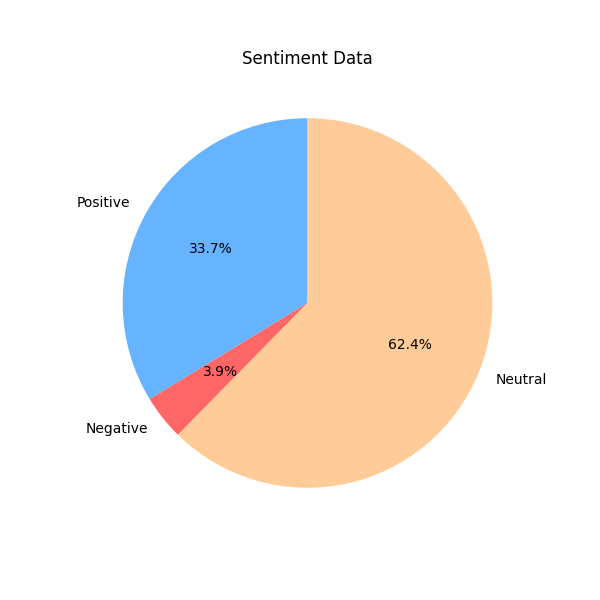 Sentiment Data
Positive
33.7%
62.4%
3.9%
Neutral
Negative